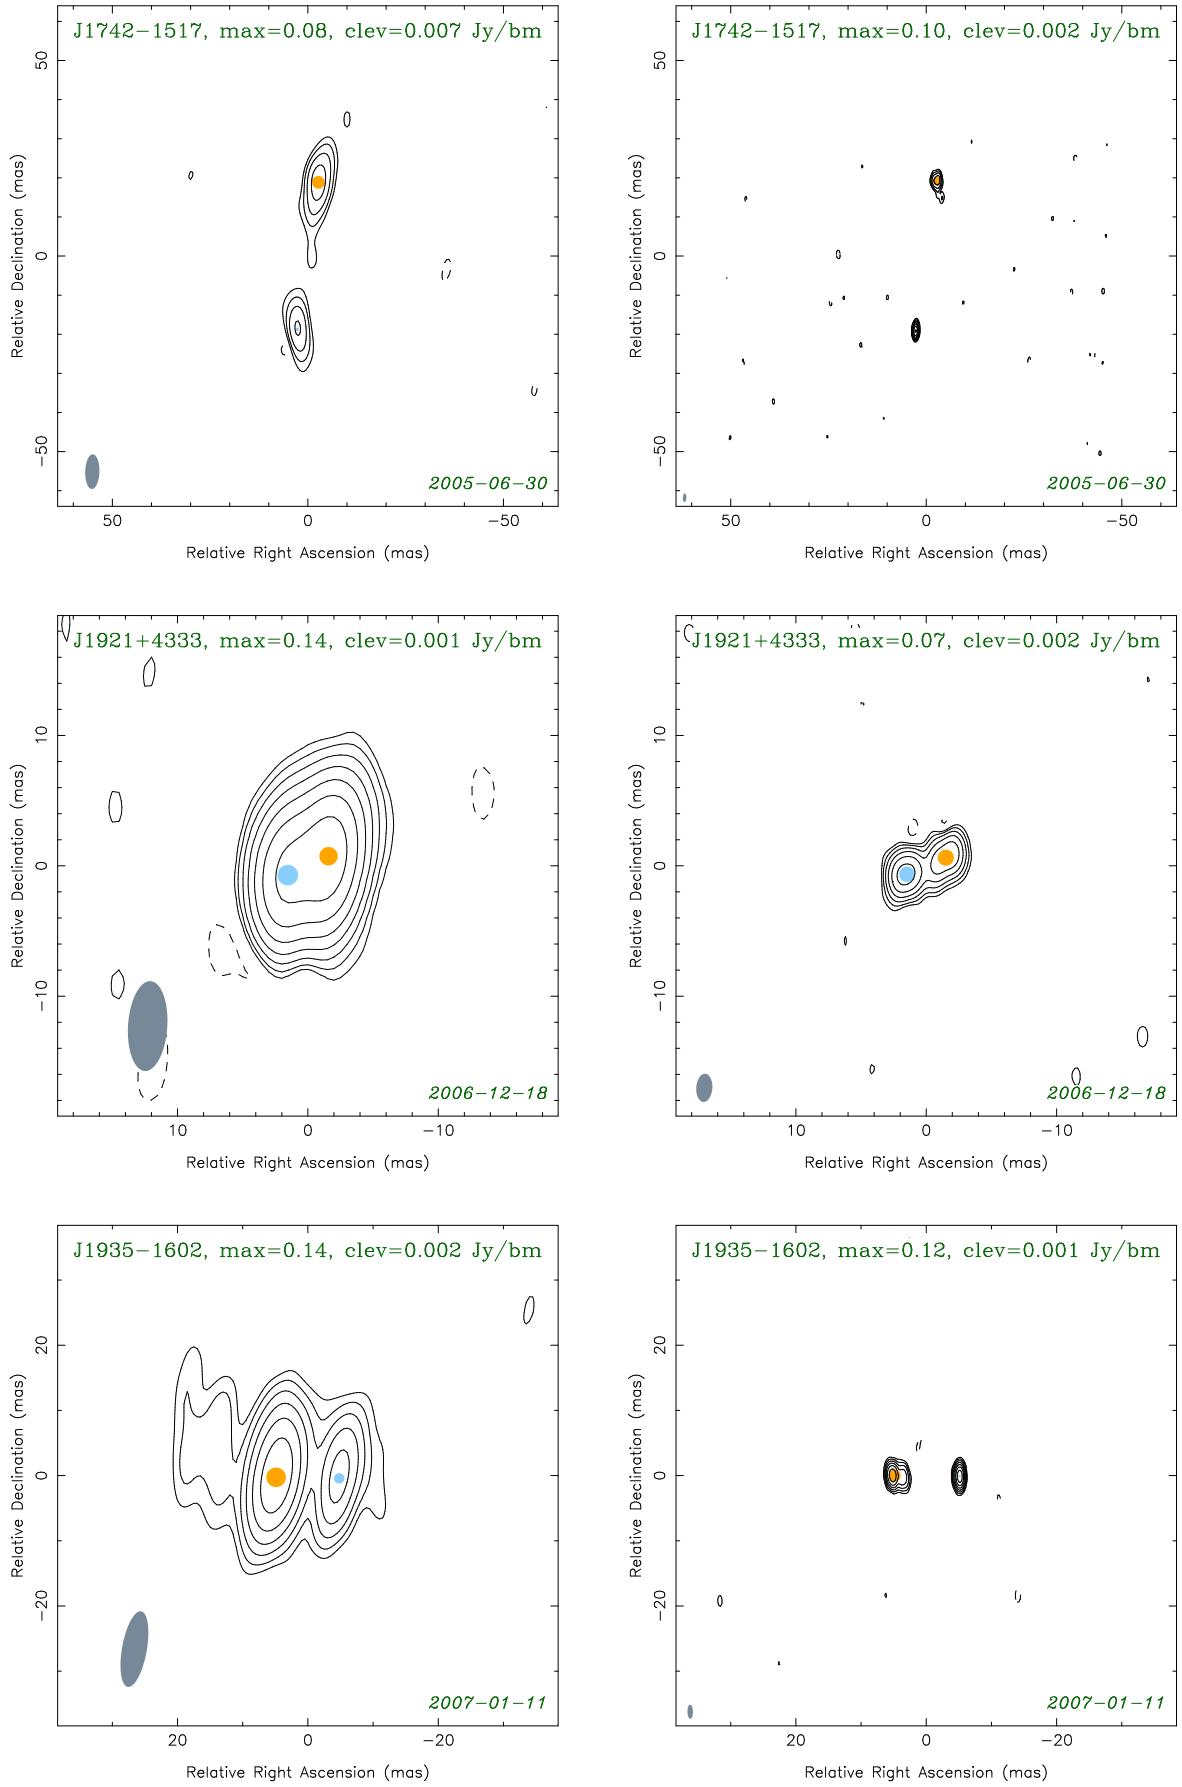 J1742−1517, max=0.08, clev=0.007 Jy/bm
50
0
−50
Relative Declination (mas)
2005−06−30
50 0 −50
Relative Right Ascension (mas)
J1742−1517, max=0.10, clev=0.002 Jy/bm
50
0
−50
Relative Declination (mas)
2005−06−30
50 0 −50
Relative Right Ascension (mas)
J1921+4333, max=0.14, clev=0.001 Jy/bm
10
0
−10
Relative Declination (mas)
2006−12−18
10 0 −10
Relative Right Ascension (mas)
J1921+4333, max=0.07, clev=0.002 Jy/bm
10
0
−10
Relative Declination (mas)
2006−12−18
10 0 −10
Relative Right Ascension (mas)
J1935−1602, max=0.14, clev=0.002 Jy/bm
20
0
−20
Relative Declination (mas)
2007−01−11
20 0 −20
Relative Right Ascension (mas)
J1935−1602, max=0.12, clev=0.001 Jy/bm
20
0
−20
Relative Declination (mas)
2007−01−11
20 0 −20
Relative Right Ascension (mas)